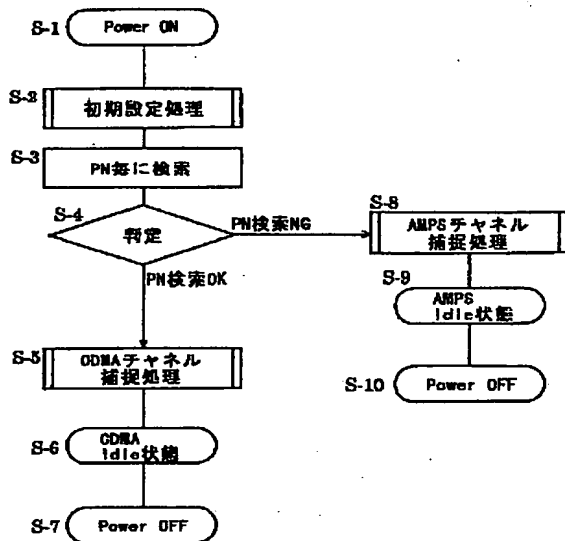 S-1
Power ON
S-2
初期設定処理
S-3
PN毎に検索
S-4
判定
PN検索NG
PN検索OK
S-8
AMPSチャネル
捕捉処理
S-9
AMPS
Idle状態
S-10
Power OFF
S-5
CDMAチャネル
捕捉処理
S-6
CDMA
Idle状態
S-7
Power OFF